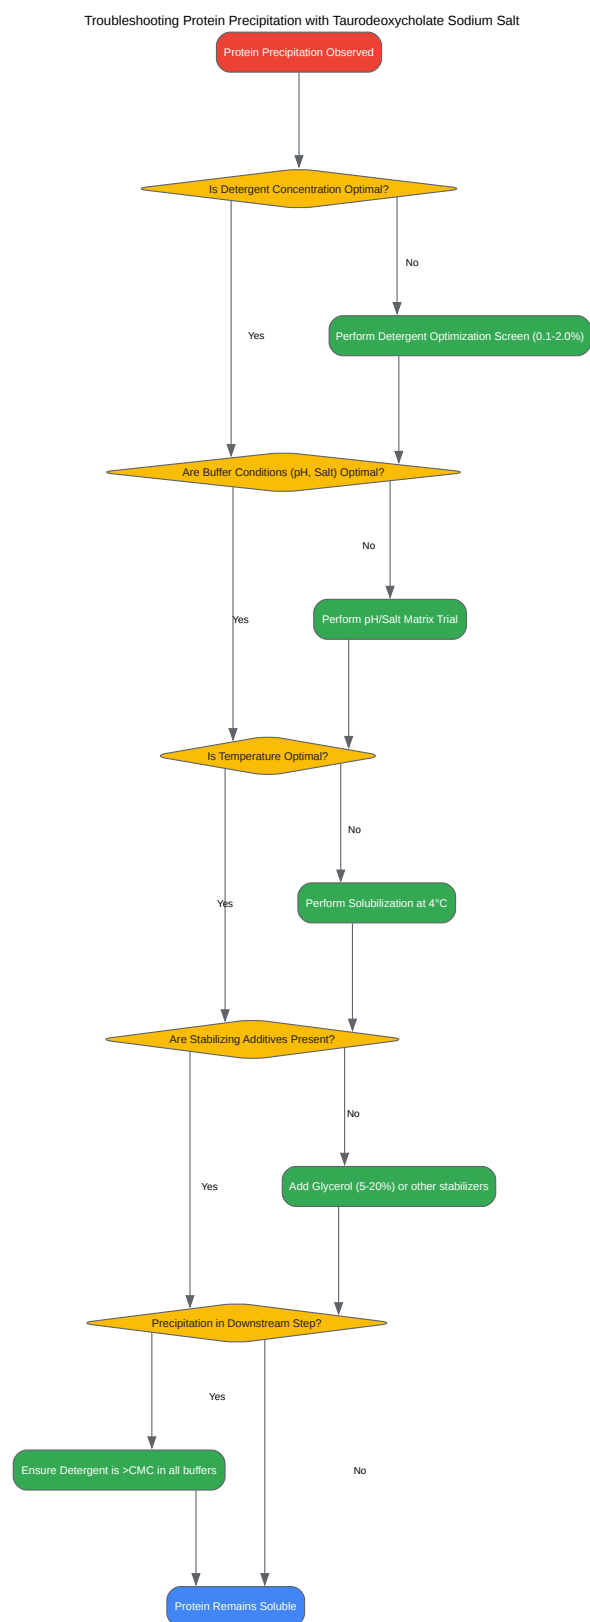 Troubleshooting Protein Precipitation with Taurodeoxycholate Sodium Salt
Protein Precipitation Observed
Is Detergent Concentration Optimal?
No
Yes
Perform Detergent Optimization Screen (0.1-2.0%)
Are Buffer Conditions (pH, Salt) Optimal?
No
Yes
Perform pH/Salt Matrix Trial
Is Temperature Optimal?
No
Yes
Perform Solubilization at 4°C
Are Stabilizing Additives Present?
No
Yes
Add Glycerol (5-20%) or other stabilizers
Precipitation in Downstream Step?
Yes
Ensure Detergent is >CMC in all buffers
No
Protein Remains Soluble